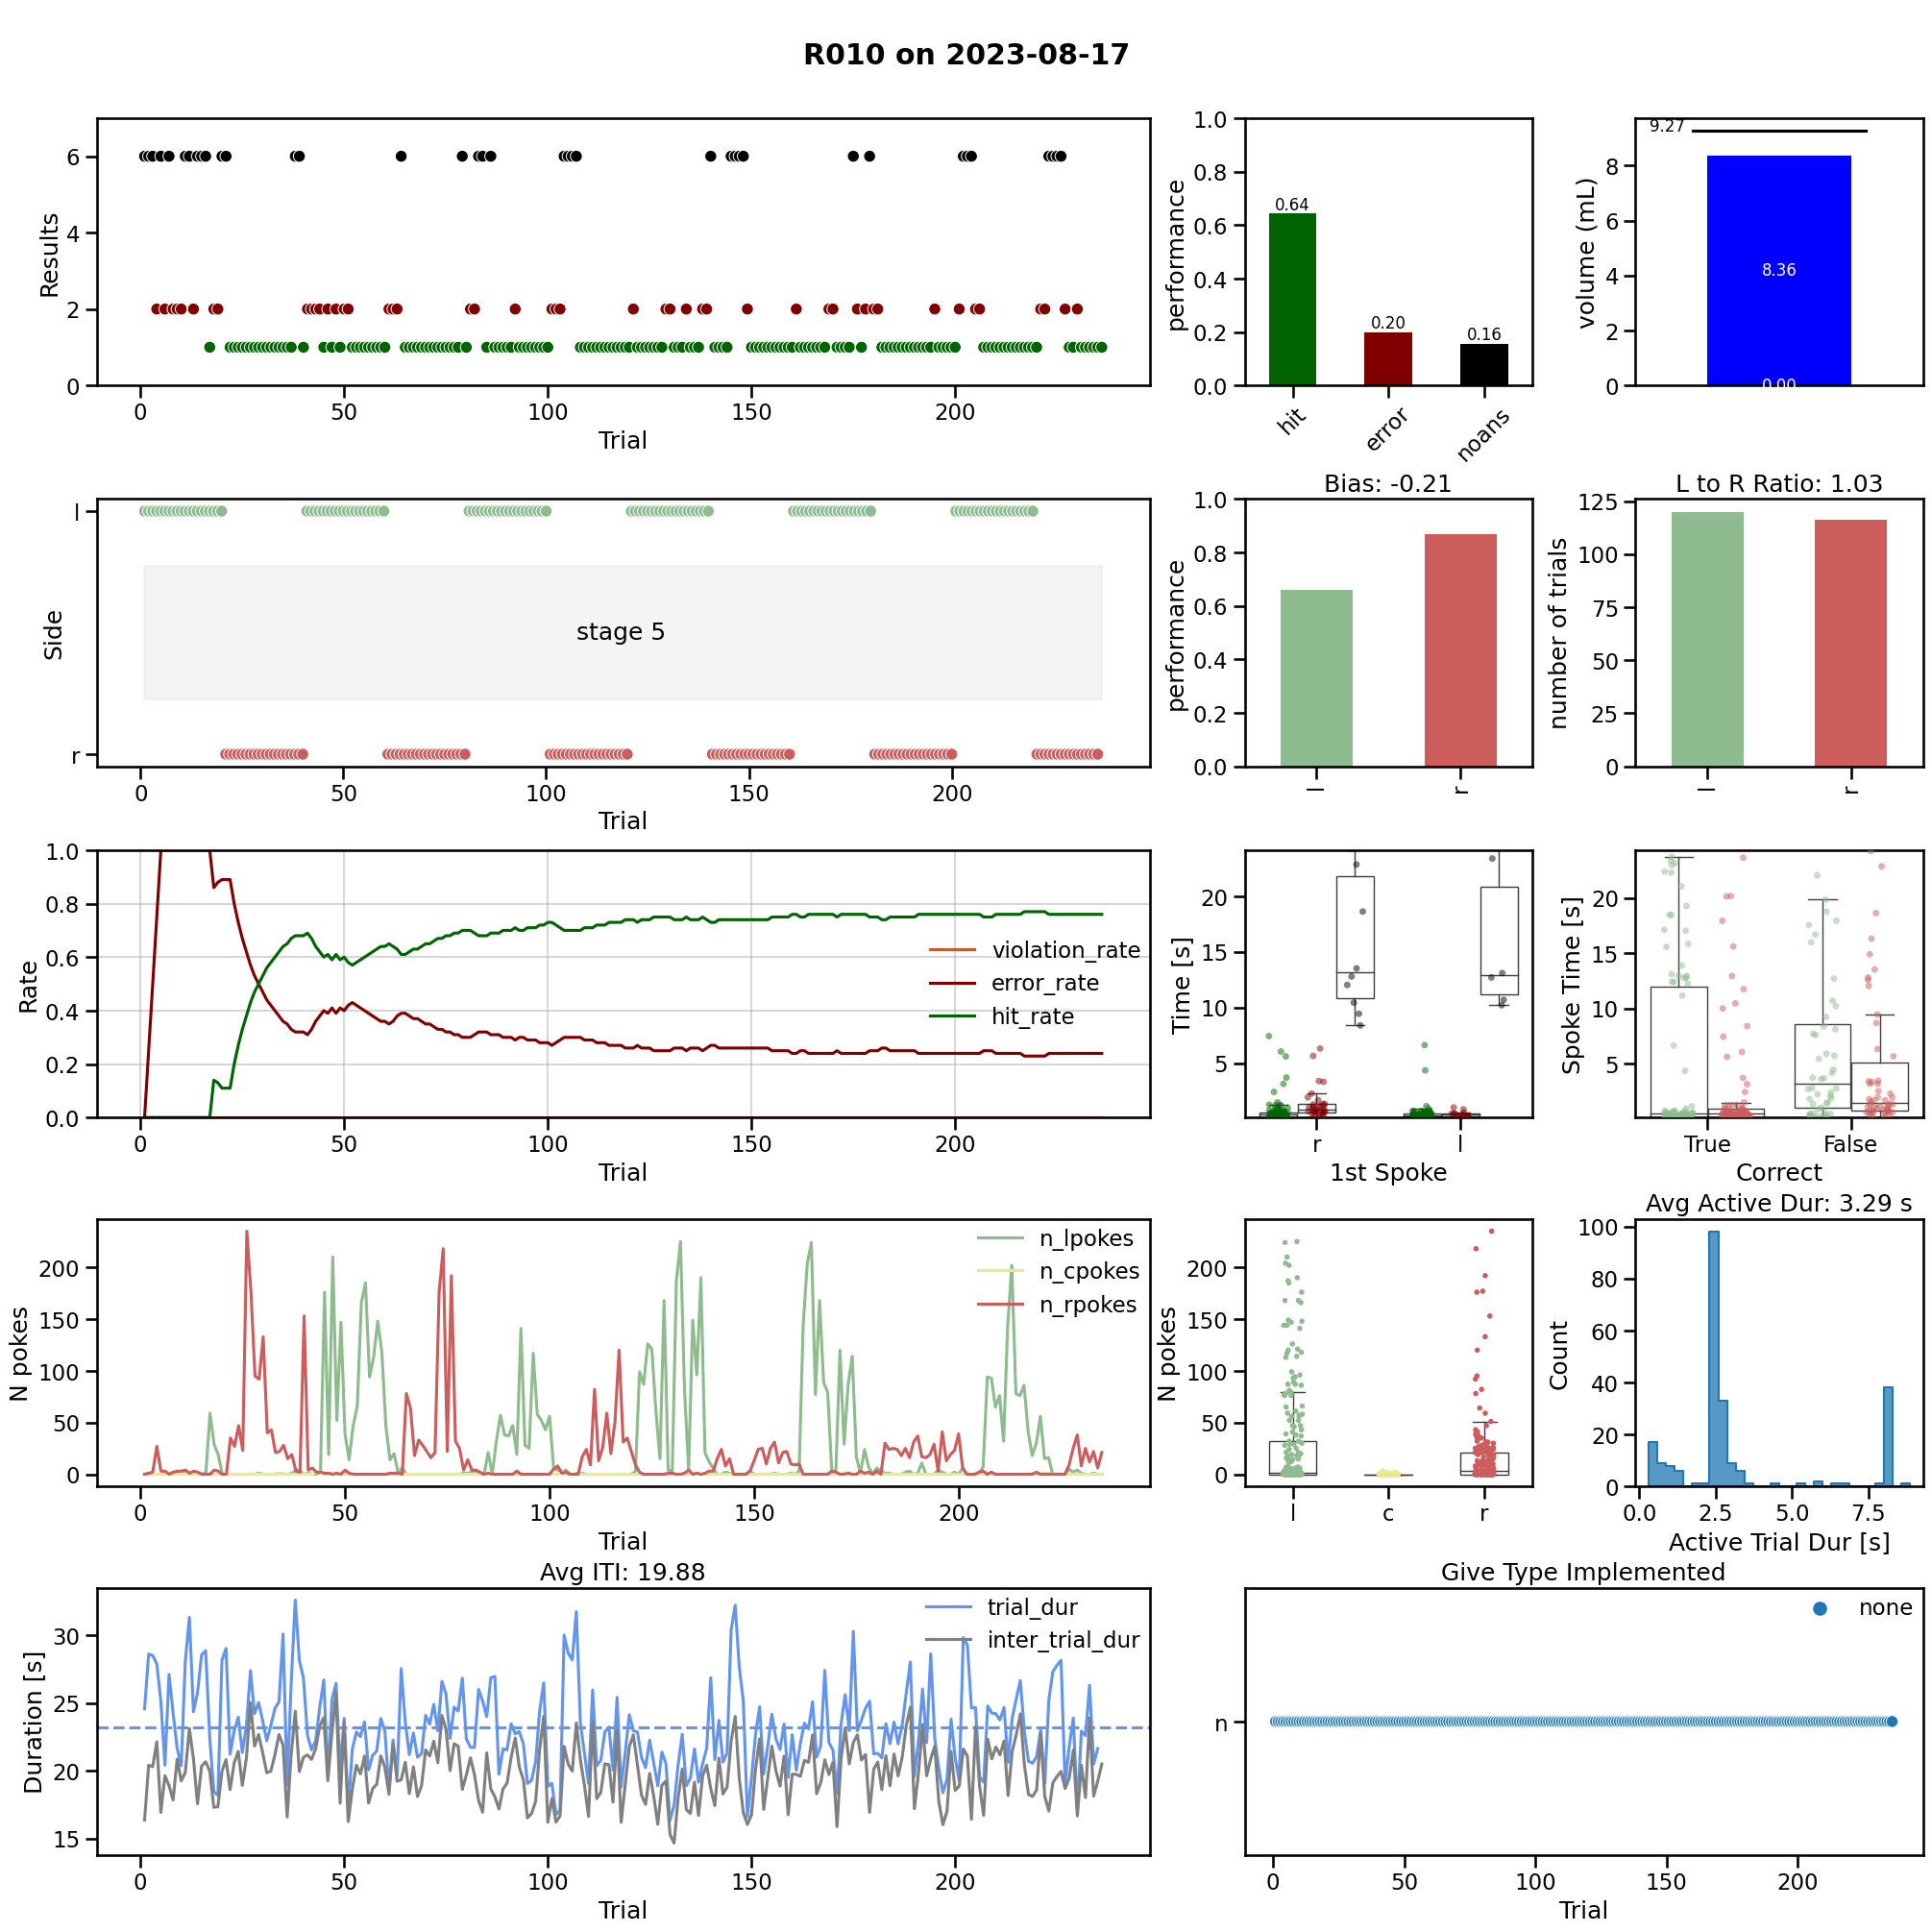 R010 on 2023-08-17
Results
6
4
2
0
0 50 100 150 200
Trial
performance
1.0
0.8
0.6
0.4
0.2
0.0
0.64
0.20
0.16
hit error noans
volume (mL)
8
6
4
2
0
9.27
8.36
0.00
Side
l
r
stage 5
0 50 100 150 200
Trial
Bias: -0.21
performance
1.0
0.8
0.6
0.4
0.2
0.0
l r
L to R Ratio: 1.03
number of trials
125
100
75
50
25
0
l r
Rate
1.0
0.8
0.6
0.4
0.2
0.0
violation_rate
error_rate
hit_rate
0 50 100 150 200
Trial
Time [s]
20
15
10
5
r l
1st Spoke
Spoke Time [s]
20
15
10
5
True False
Correct
N pokes
200
150
100
50
0
n_lpokes
n_cpokes
n_rpokes
0 50 100 150 200
Trial
N pokes
200
150
100
50
0
l c r
Avg Active Dur: 3.29 s
Count
100
80
60
40
20
0
0.0 2.5 5.0 7.5
Active Trial Dur [s]
Avg ITI: 19.88
Duration [s]
30
25
20
15
trial_dur
inter_trial_dur
0 50 100 150 200
Trial
Give Type Implemented
n
none
0 50 100 150 200
Trial